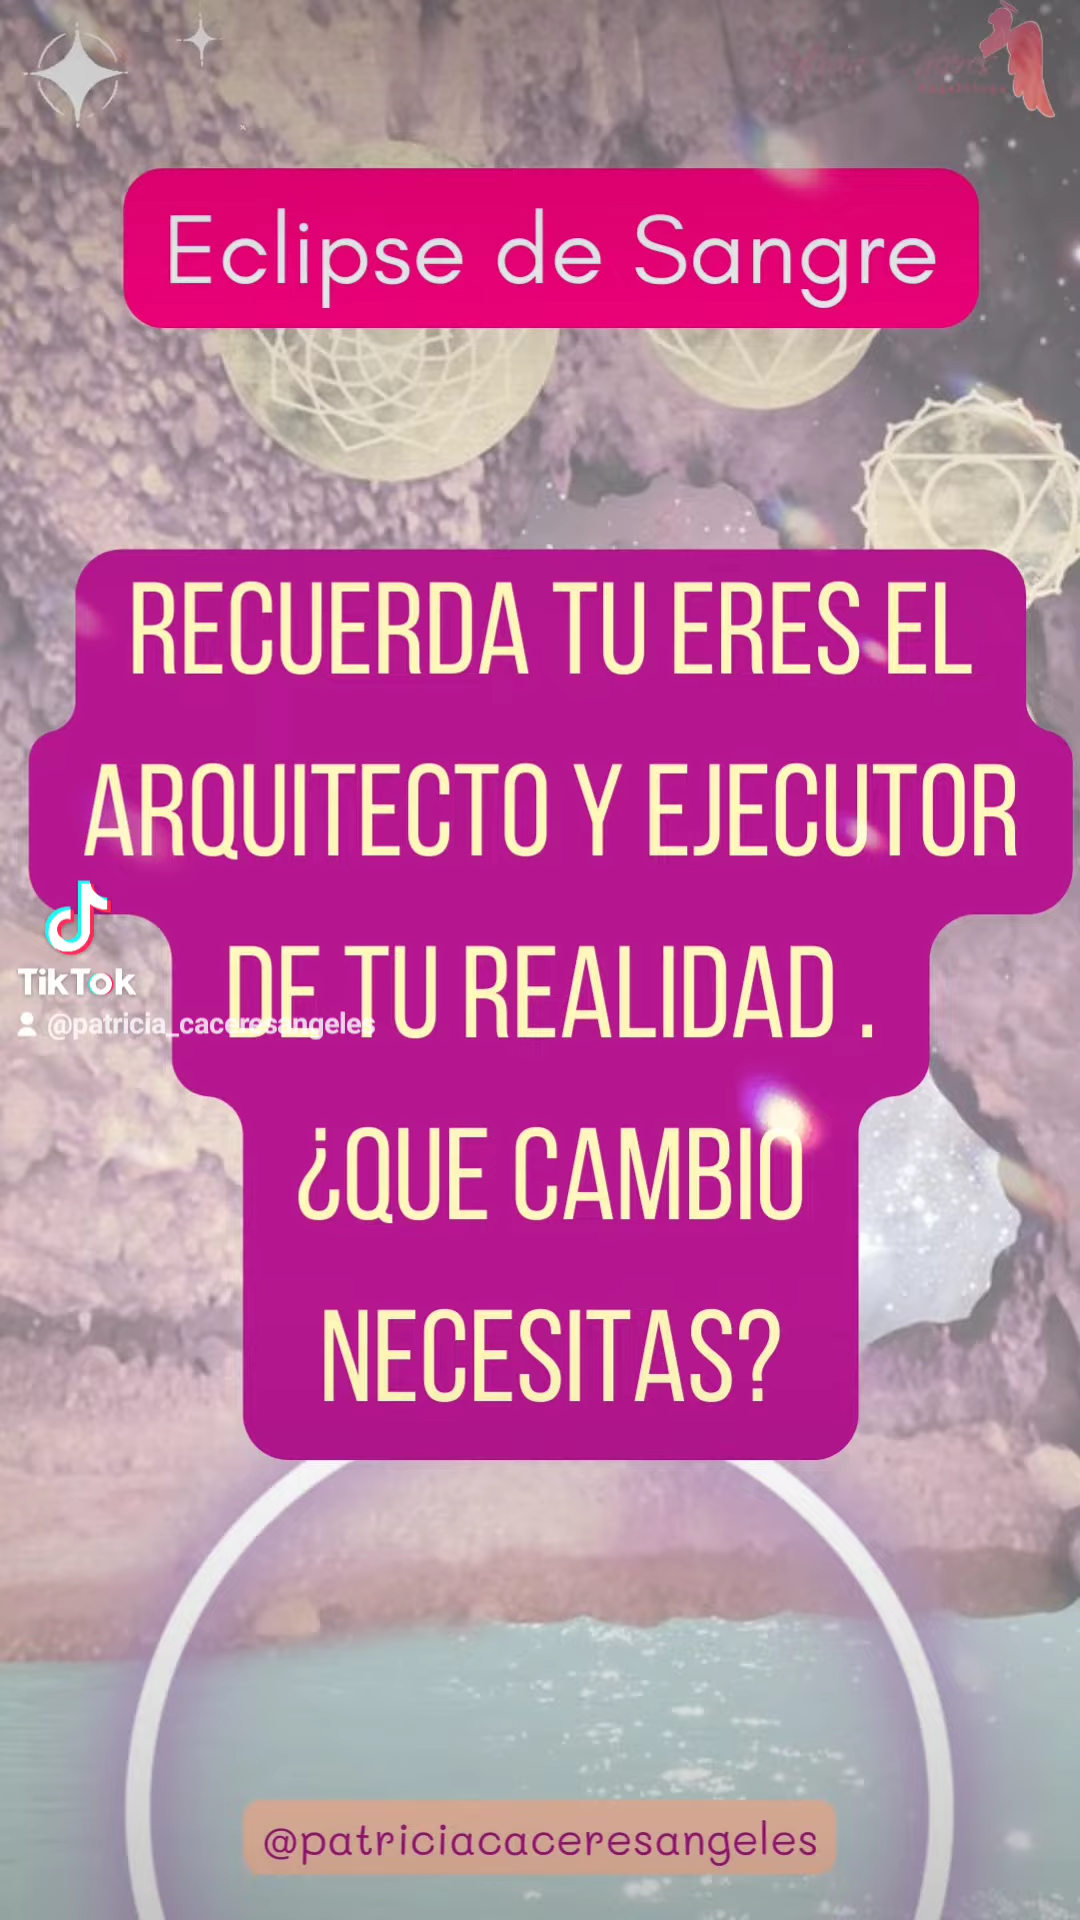 Eclipse de Sangre
RECUERDA TU ERES EL
ARQUITECTO Y EJECUTOR
DE TU REALIDAD .
¿QUE CAMBIO
NECESITAS?
TikTok
@patricia_caceresangeles
@patriciacaceresangeles